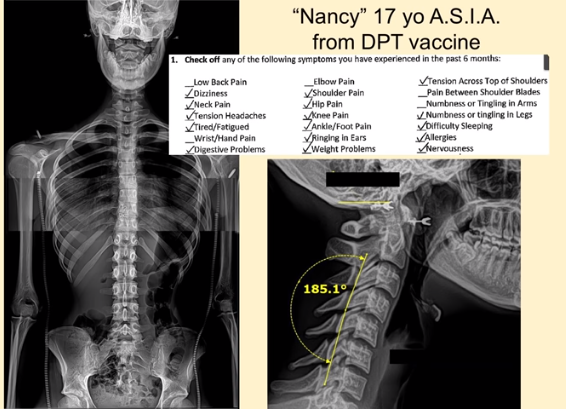 “Nancy” 17 yo A.S.I.A.
from DPT vaccine
1. Check off any of the following symptoms you have experienced in the past 6 months:
__Low Back Pain
✓Dizziness
✓Neck Pain
✓Tension Headaches
✓Tired/Fatigued
__Wrist/Hand Pain
✓Digestive Problems
__Elbow Pain
✓Shoulder Pain
✓Hip Pain
✓Knee Pain
✓Ankle/Foot Pain
✓Ringing in Ears
✓Weight Problems
✓Tension Across Top of Shoulders
__Pain Between Shoulder Blades
__Numbness or Tingling in Arms
✓Numbness or tingling in Legs
✓Difficulty Sleeping
✓Allergies
✓Nervousness
185.1°